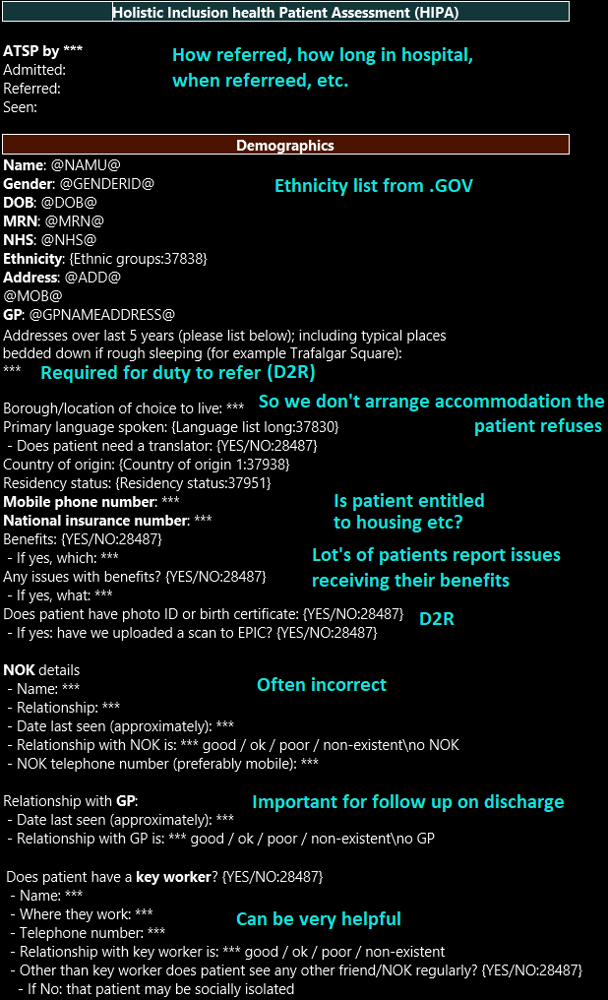 Holistic Inclusion health Patient Assessment (HIPA)
ATSP by ***
Admitted:
Referred:
Seen:
How referred, how long in hospital,
when referreed, etc.
Demographics
Name: @NAMU@
Gender: @GENDERID@
DOB: @DOB@
MRN: @MRN@
NHS: @NHS@
Ethnicity: {Ethnic groups:37838}
Address: @ADD@
@MOB@
GP: @GPNAMEADDRESS@
Ethnicity list from .GOV
Addresses over last 5 years (please list below); including typical places
bedded down if rough sleeping (for example Trafalgar Square):
***
Required for duty to refer (D2R)
Borough/location of choice to live: ***
So we don't arrange accommodation the
patient refuses
Primary language spoken: {Language list long:37830}
- Does patient need a translator: {YES/NO:28487}
Country of origin: {Country of origin 1:37938}
Residency status: {Residency status:37951}
Mobile phone number: ***
National insurance number: ***
Is patient entitled
to housing etc?
Benefits: {YES/NO:28487}
- If yes, which: ***
Any issues with benefits? {YES/NO:28487}
- If yes, what: ***
Lot's of patients report issues
receiving their benefits
Does patient have photo ID or birth certificate: {YES/NO:28487}
- If yes: have we uploaded a scan to EPIC? {YES/NO:28487}
D2R
NOK details
- Name: ***
- Relationship: ***
- Date last seen (approximately): ***
- Relationship with NOK is: *** good / ok / poor / non-existent\no NOK
- NOK telephone number (preferably mobile): ***
Often incorrect
Relationship with GP:
- Date last seen (approximately): ***
- Relationship with GP is: *** good / ok / poor / non-existent\no GP
Important for follow up on discharge
Does patient have a key worker? {YES/NO:28487}
- Name: ***
- Where they work: ***
- Telephone number: ***
- Relationship with key worker is: *** good / ok / poor / non-existent
- Other than key worker does patient see any other friend/NOK regularly? {YES/NO:28487}
- If No: that patient may be socially isolated
Can be very helpful